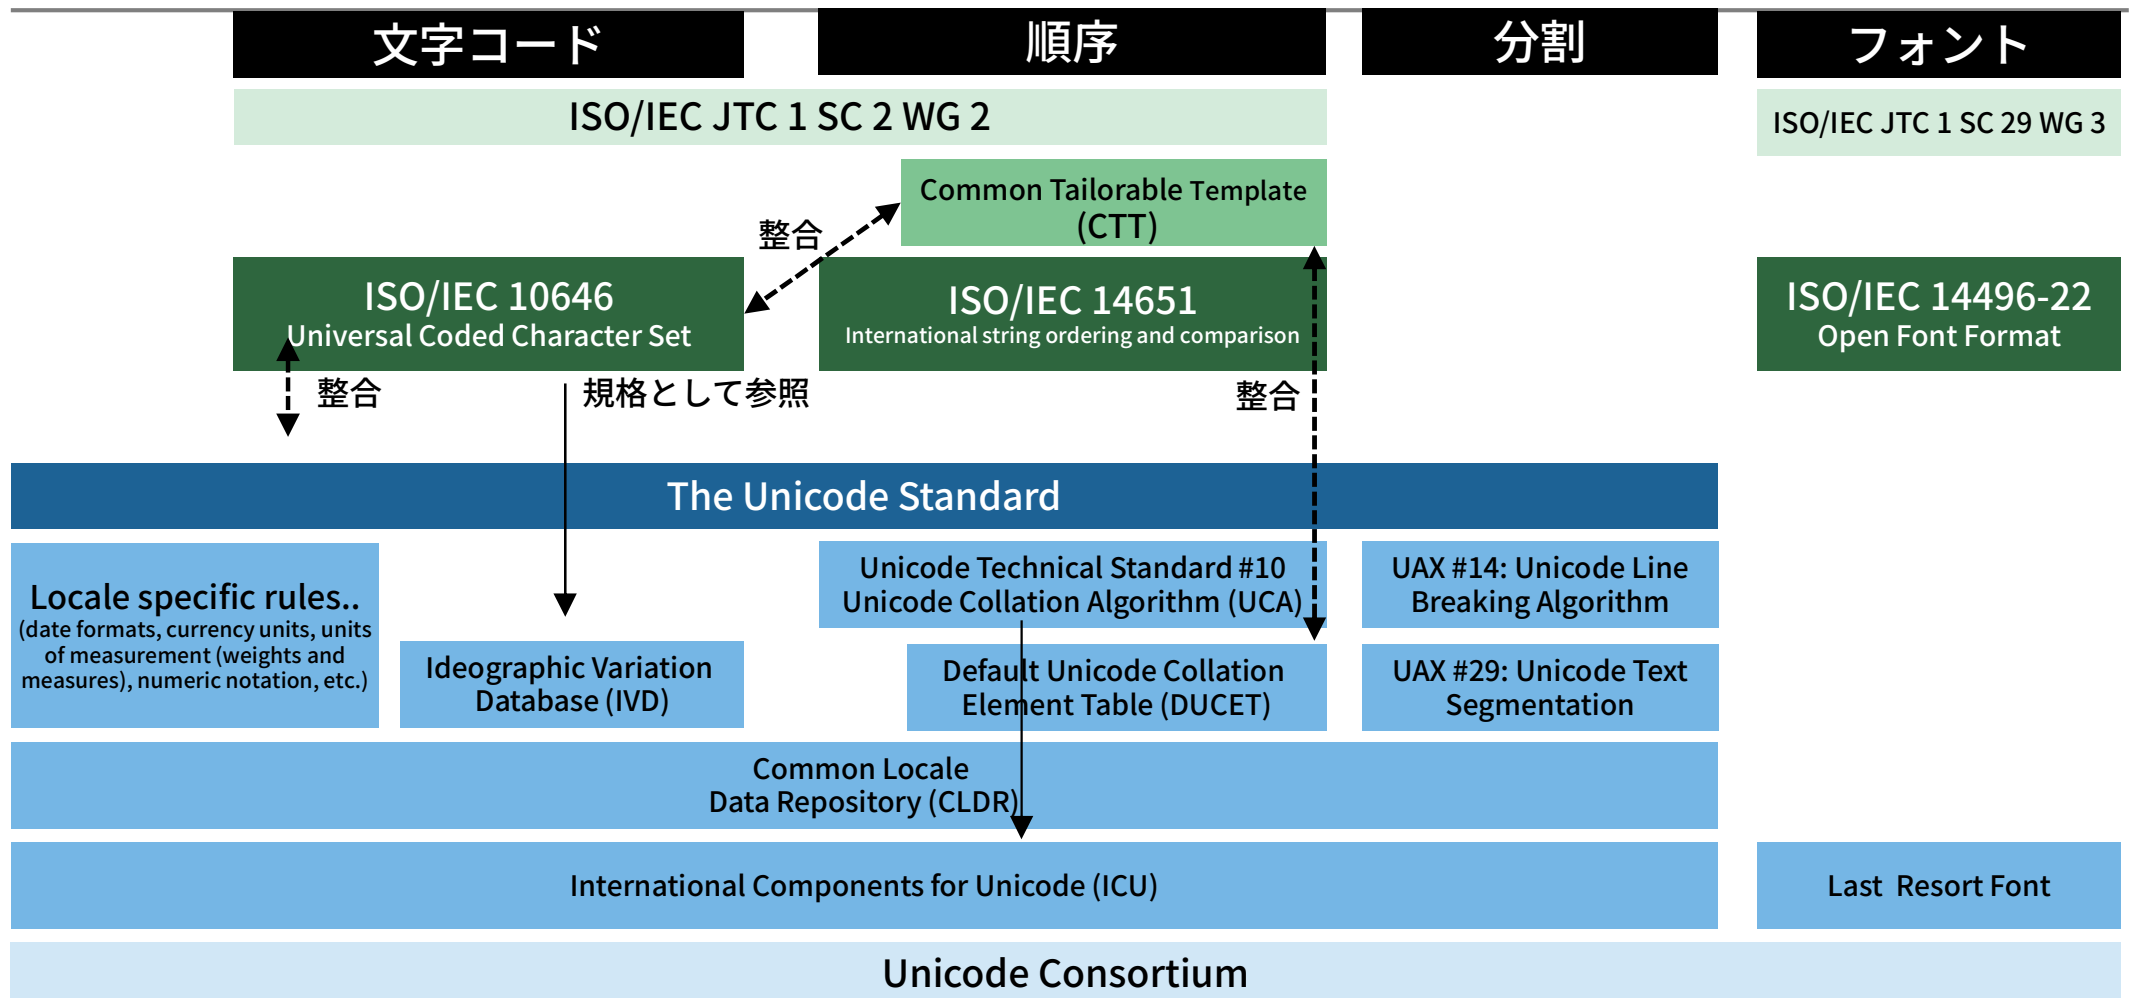 文字コード
順序
分割
フォント
ISO/IEC JTC 1 SC 2 WG 2
ISO/IEC JTC 1 SC 29 WG 3
Common Tailorable Template
(CTT)
整合
ISO/IEC 10646
Universal Coded Character Set
ISO/IEC 14651
International string ordering and comparison
ISO/IEC 14496-22
Open Font Format
整合
規格として参照
整合
The Unicode Standard
Locale specific rules..
(date formats, currency units, units
of measurement (weights and
measures), numeric notation, etc.)
Ideographic Variation
Database (IVD)
Unicode Technical Standard #10
Unicode Collation Algorithm (UCA)
Default Unicode Collation
Element Table (DUCET)
UAX #14: Unicode Line
Breaking Algorithm
UAX #29: Unicode Text
Segmentation
Common Locale
Data Repository (CLDR)
International Components for Unicode (ICU)
Last Resort Font
Unicode Consortium